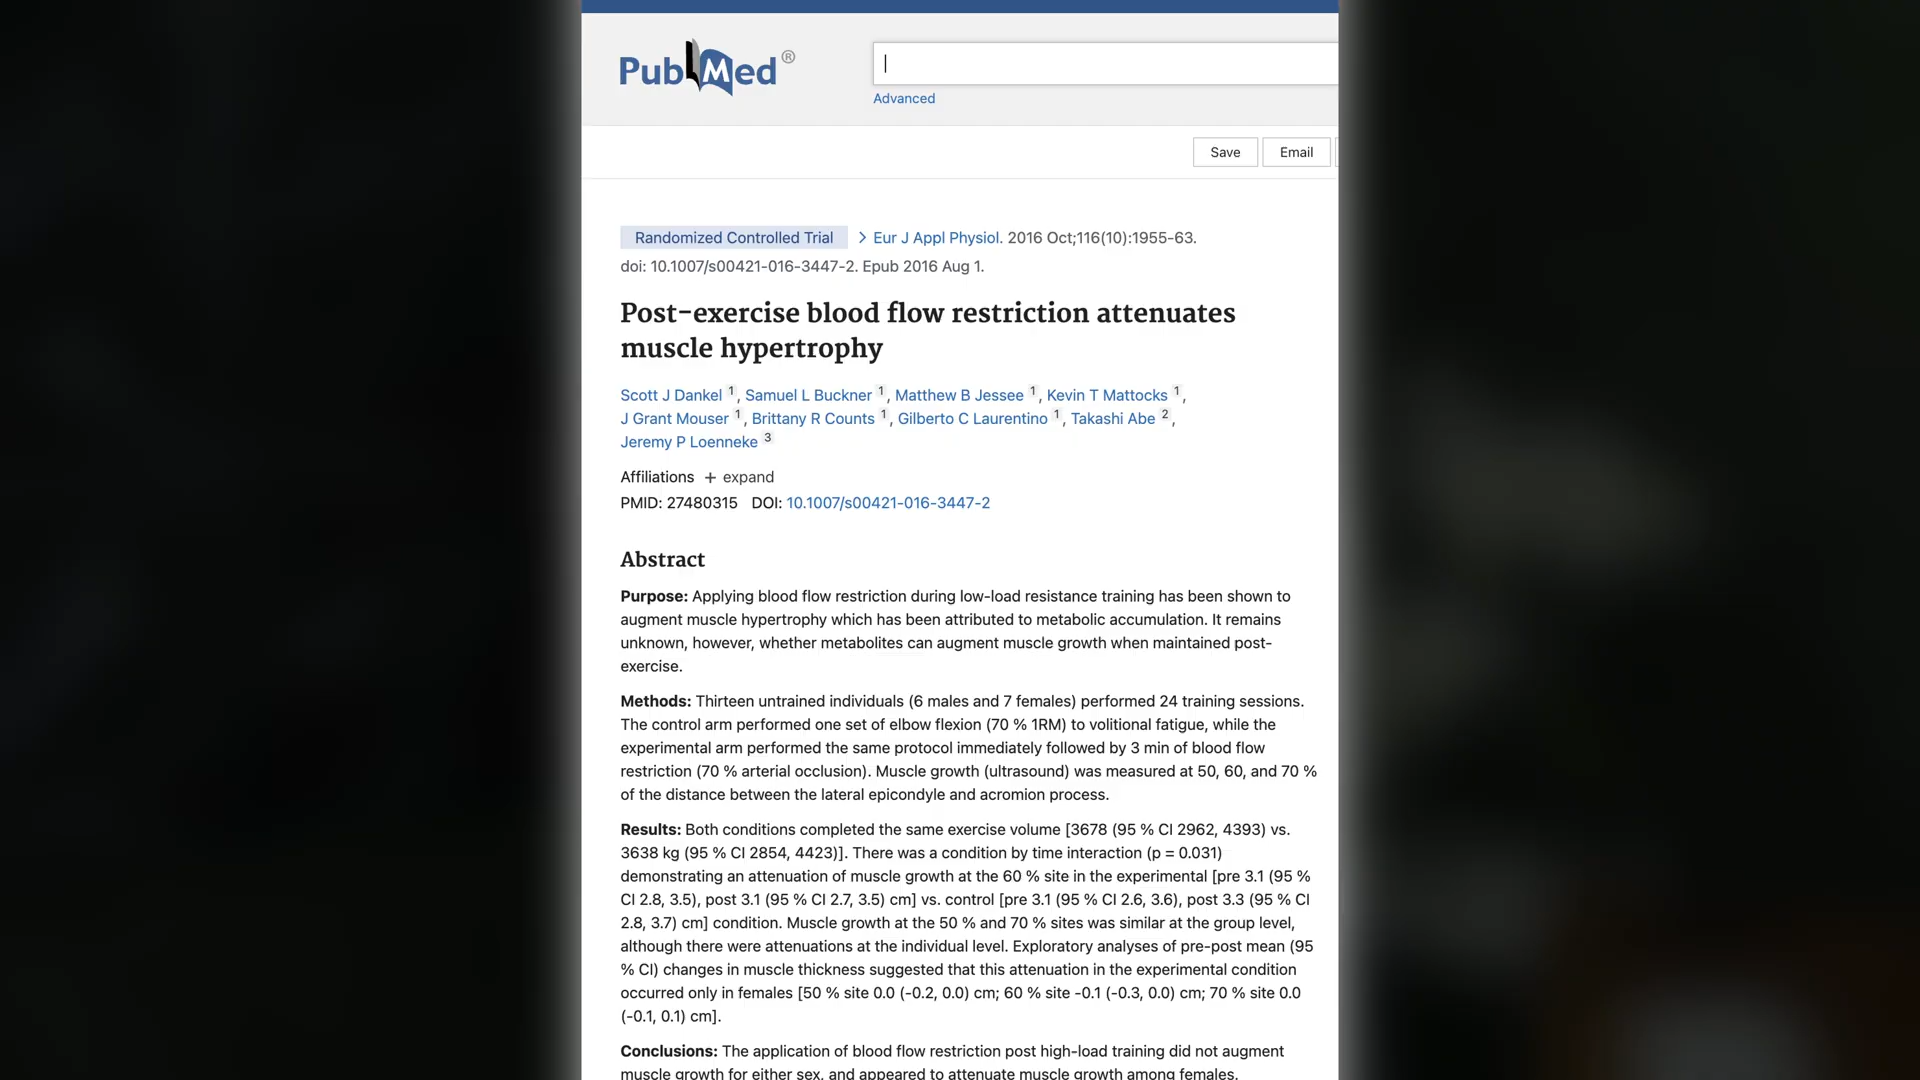 PubMed®
Advanced
Save
Email
Randomized Controlled Trial > Eur J Appl Physiol. 2016 Oct;116(10):1955-63.
doi: 10.1007/s00421-016-3447-2. Epub 2016 Aug 1.
Post-exercise blood flow restriction attenuates
muscle hypertrophy
Scott J Dankel 1, Samuel L Buckner 1, Matthew B Jessee 1, Kevin T Mattocks 1,
J Grant Mouser 1, Brittany R Counts 1, Gilberto C Laurentino 1, Takashi Abe 2,
Jeremy P Loenneke 3
Affiliations + expand
PMID: 27480315 DOI: 10.1007/s00421-016-3447-2
Abstract
Purpose: Applying blood flow restriction during low-load resistance training has been shown to
augment muscle hypertrophy which has been attributed to metabolic accumulation. It remains
unknown, however, whether metabolites can augment muscle growth when maintained post-
exercise.
Methods: Thirteen untrained individuals (6 males and 7 females) performed 24 training sessions.
The control arm performed one set of elbow flexion (70 % 1RM) to volitional fatigue, while the
experimental arm performed the same protocol immediately followed by 3 min of blood flow
restriction (70 % arterial occlusion). Muscle growth (ultrasound) was measured at 50, 60, and 70 %
of the distance between the lateral epicondyle and acromion process.
Results: Both conditions completed the same exercise volume [3678 (95 % CI 2962, 4393) vs.
3638 kg (95 % CI 2854, 4423)]. There was a condition by time interaction (p = 0.031)
demonstrating an attenuation of muscle growth at the 60 % site in the experimental [pre 3.1 (95 %
CI 2.8, 3.5), post 3.1 (95 % CI 2.7, 3.5) cm] vs. control [pre 3.1 (95 % CI 2.6, 3.6), post 3.3 (95 % CI
2.8, 3.7) cm] condition. Muscle growth at the 50 % and 70 % sites was similar at the group level,
although there were attenuations at the individual level. Exploratory analyses of pre-post mean (95
% CI) changes in muscle thickness suggested that this attenuation in the experimental condition
occurred only in females [50 % site 0.0 (-0.2, 0.0) cm; 60 % site -0.1 (-0.3, 0.0) cm; 70 % site 0.0
(-0.1, 0.1) cm].
Conclusions: The application of blood flow restriction post high-load training did not augment
muscle growth for either sex, and appeared to attenuate muscle growth among females.